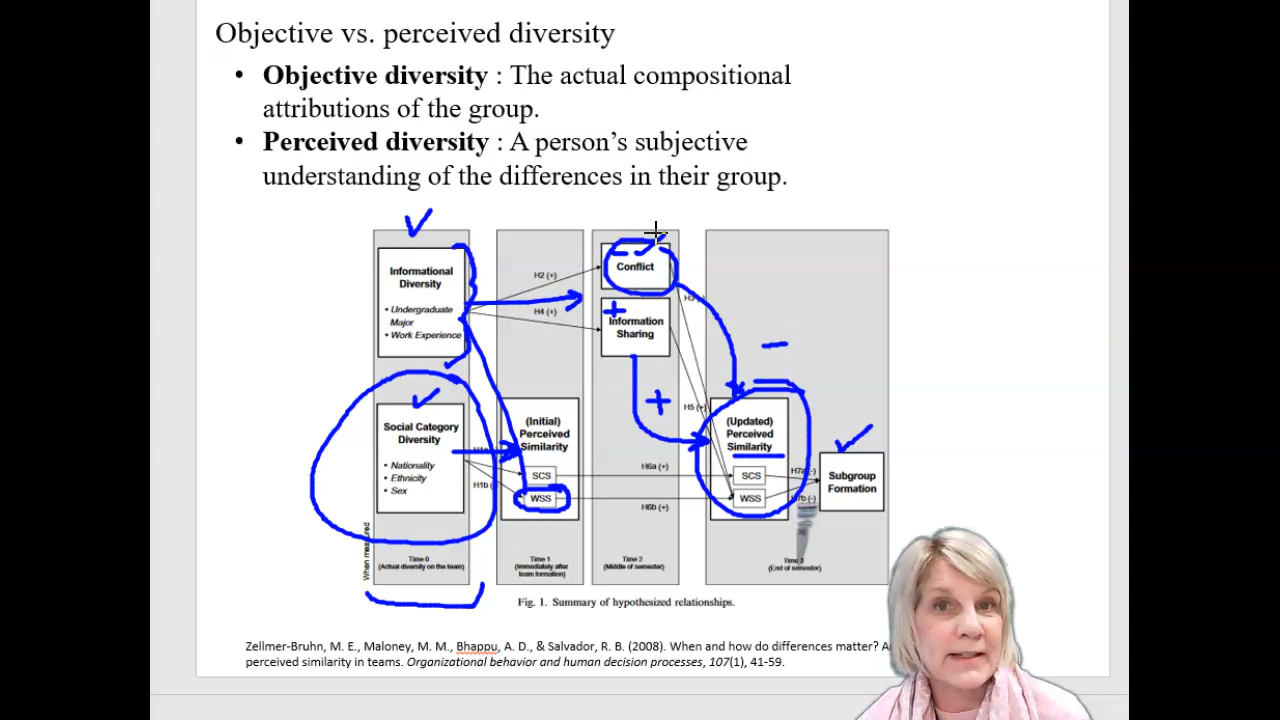 Objective vs. perceived diversity
• Objective diversity : The actual compositional
attributions of the group.
• Perceived diversity : A person's subjective
understanding of the differences in their group.
Informational
Diversity
• Undergraduate
Major
• Work Experience
Social Category
Diversity
• Nationality
• Ethnicity
• Sex
When measured
Time 0
(Actual diversity on the team)
H1b
(Initial)
Perceived
Similarity
SCS
WSS
Time 1
(Immediately after
team formation)
H2 (+)
H4 (+)
Conflict
Information
Sharing
+
+
H6a (+)
H6b (+)
Time 2
(Middle of semester)
H5 (+)
−
(Updated)
Perceived
Similarity
SCS
WSS
H7a (-)
H7b (-)
Subgroup
Formation
Time 3
(End of semester)
Fig. 1. Summary of hypothesized relationships.
Zellmer-Bruhn, M. E., Maloney, M. M., Bhappu, A. D., & Salvador, R. B. (2008). When and how do differences matter?
perceived similarity in teams. Organizational behavior and human decision processes, 107(1), 41-59.